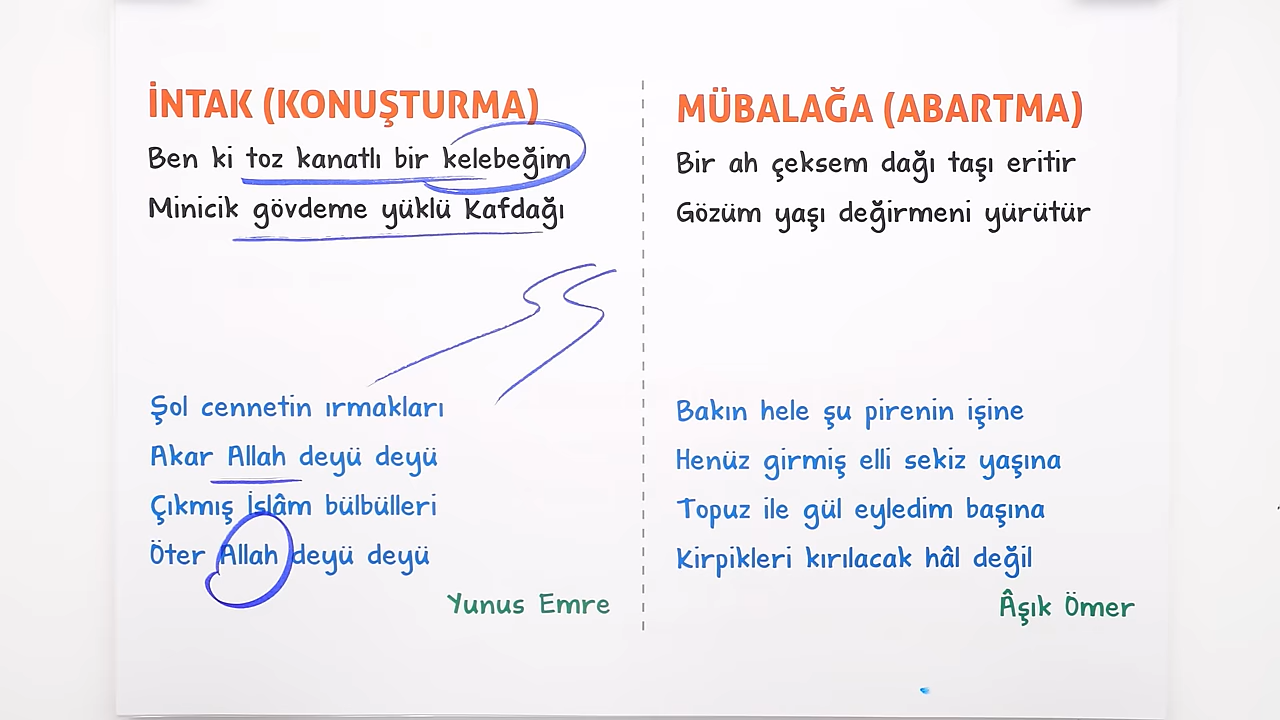 İNTAK (KONUŞTURMA)
Ben ki toz kanatlı bir kelebeğim
Minicik gövdeme yüklü Kafdağı
Şol cennetin ırmakları
Akar Allah deyü deyü
Çıkmış İslâm bülbülleri
Öter Allah deyü deyü
Yunus Emre
MÜBALAĞA (ABARTMA)
Bir ah çeksem dağı taşı eritir
Gözüm yaşı değirmeni yürütür
Bakın hele şu pirenin işine
Henüz girmiş elli sekiz yaşına
Topuz ile gül eyledim başına
Kirpikleri kırılacak hâl değil
Âşık Ömer